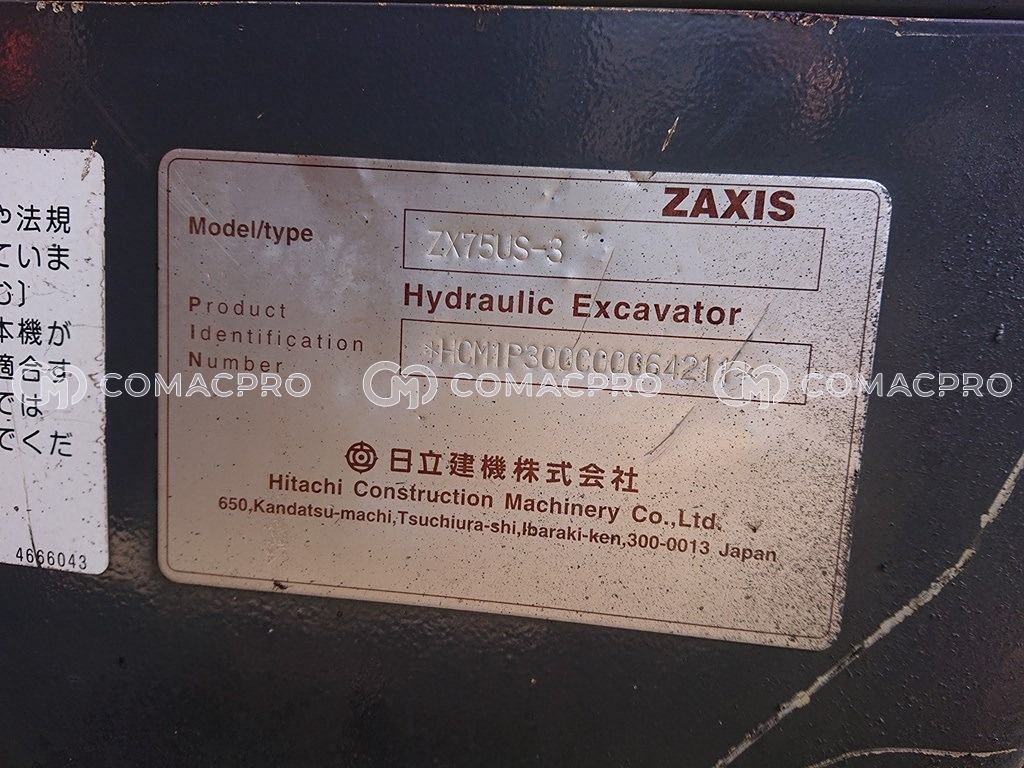 や法規
ていま
む]
本機が
適合す
では
でくだ
4666043
ZAXIS
Model/type
ZX75US-3
Hydraulic Excavator
Product
Identification
Number
日立建機株式会社
Hitachi Construction Machinery Co.,Ltd.
650,Kandatsu-machi,Tsuchiura-shi,Ibaraki-ken,300-0013 Japan
COMACPRO COMACPRO COMACPRO